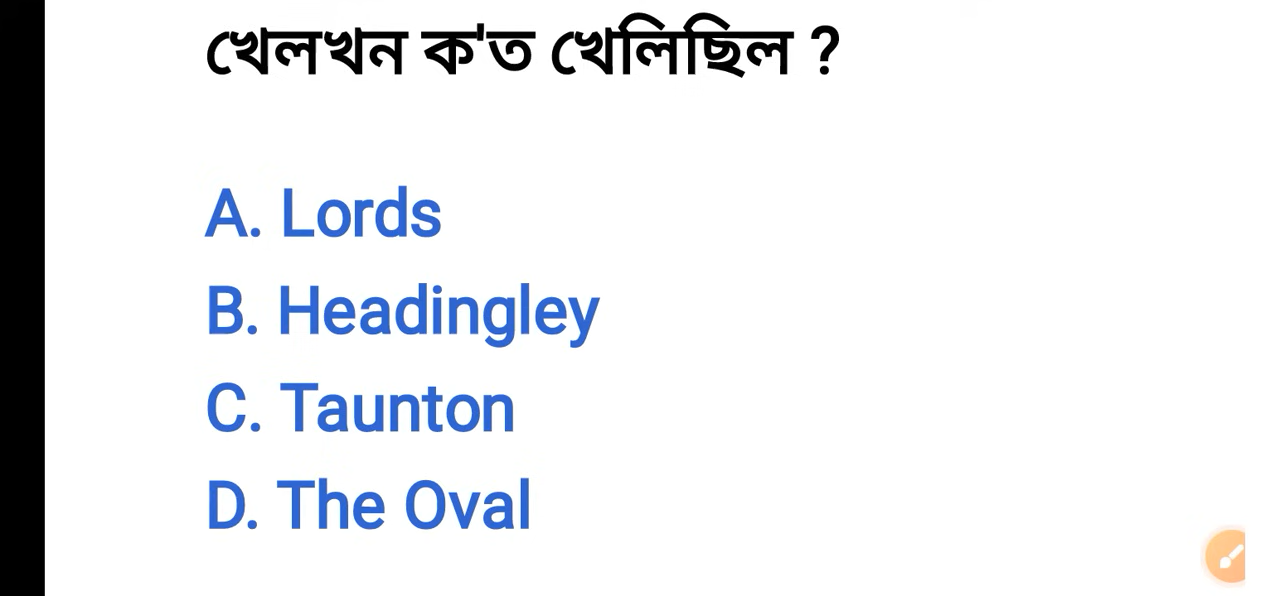 খেলখন ক'ত খেলিছিল ?
A. Lords
B. Headingley
C. Taunton
D. The Oval